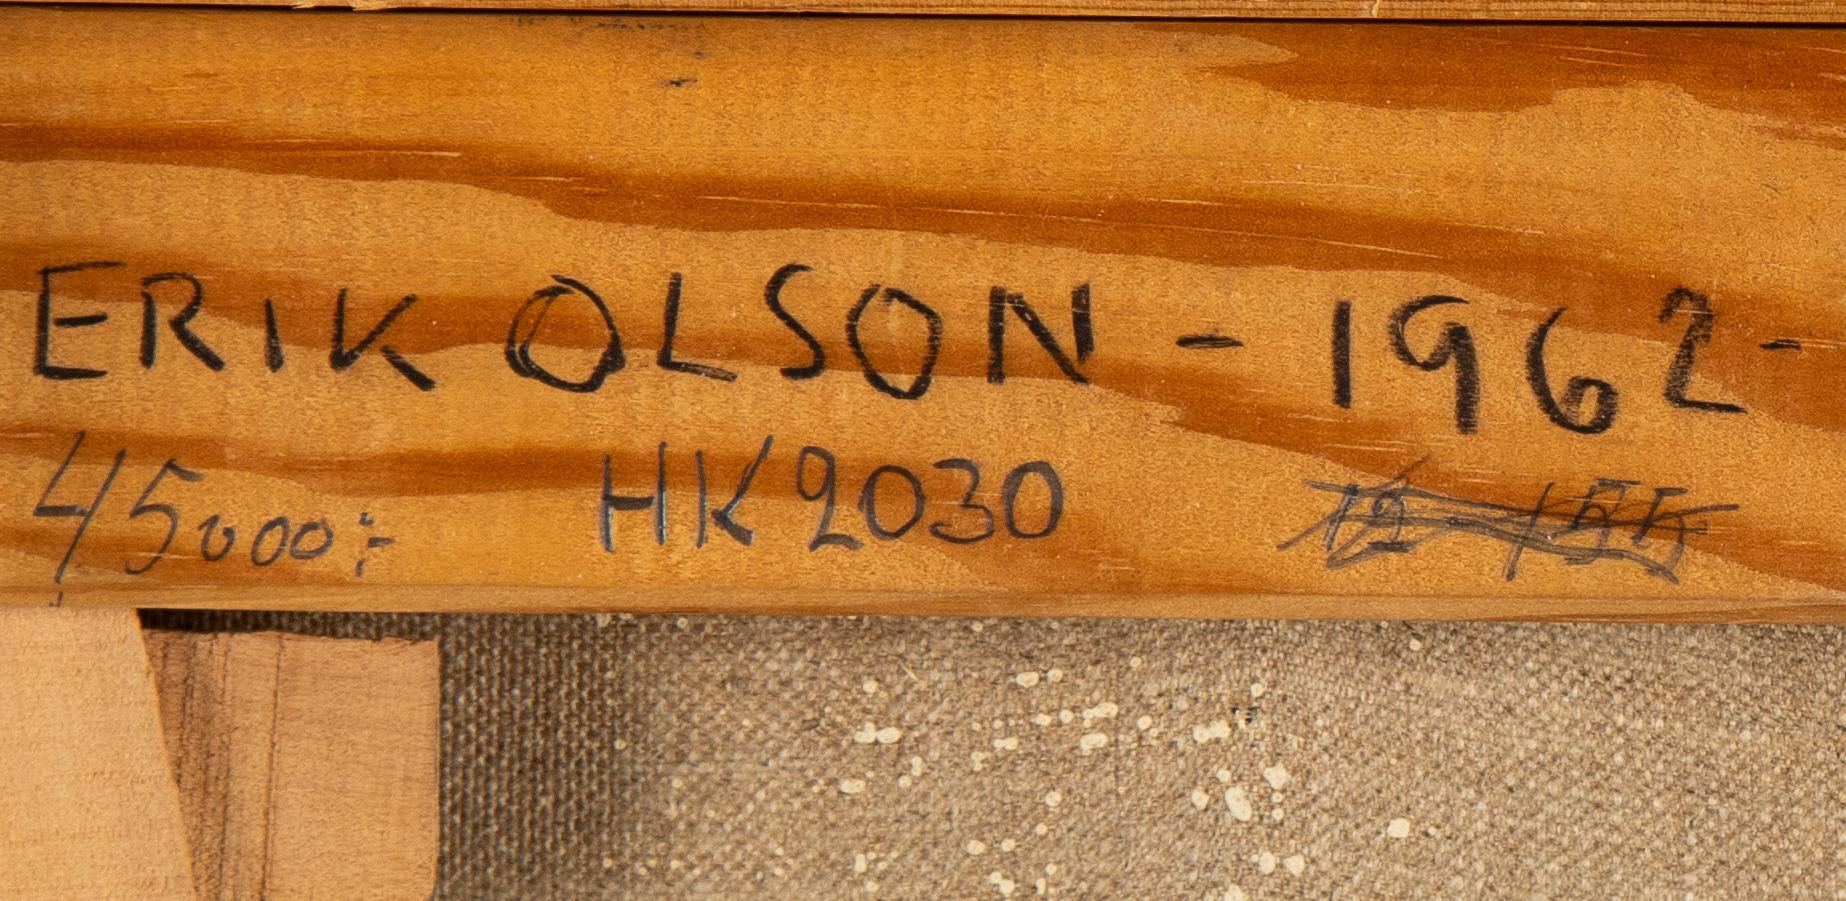 ERIK OLSON - 1962 -
45000:- HK2030